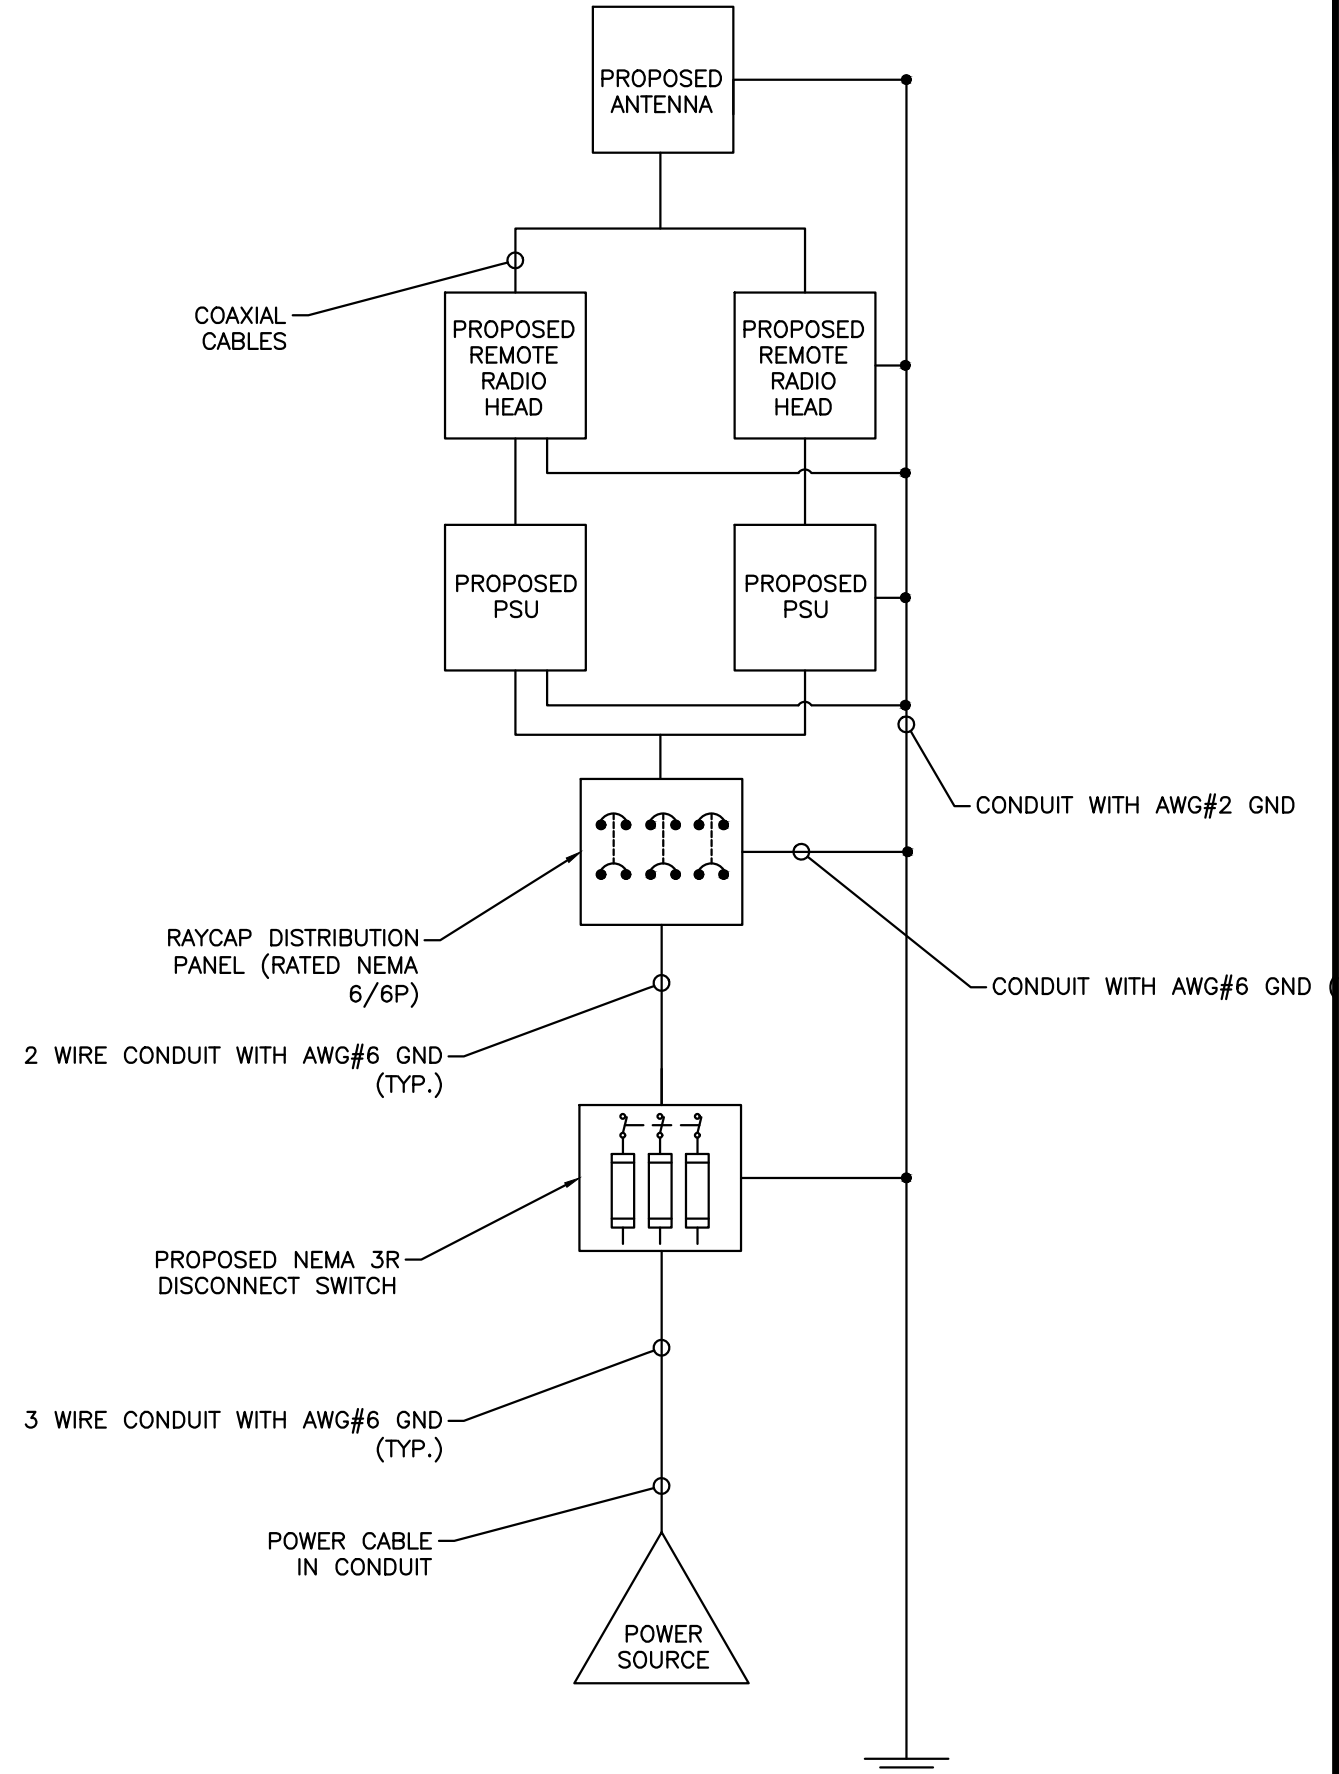 PROPOSED
ANTENNA
COAXIAL
CABLES
PROPOSED
REMOTE
RADIO
HEAD
PROPOSED
REMOTE
RADIO
HEAD
PROPOSED
PSU
PROPOSED
PSU
CONDUIT WITH AWG#2 GND
RAYCAP DISTRIBUTION
PANEL (RATED NEMA
6/6P)
CONDUIT WITH AWG#6 GND (
2 WIRE CONDUIT WITH AWG#6 GND
(TYP.)
PROPOSED NEMA 3R
DISCONNECT SWITCH
3 WIRE CONDUIT WITH AWG#6 GND
(TYP.)
POWER CABLE
IN CONDUIT
POWER
SOURCE